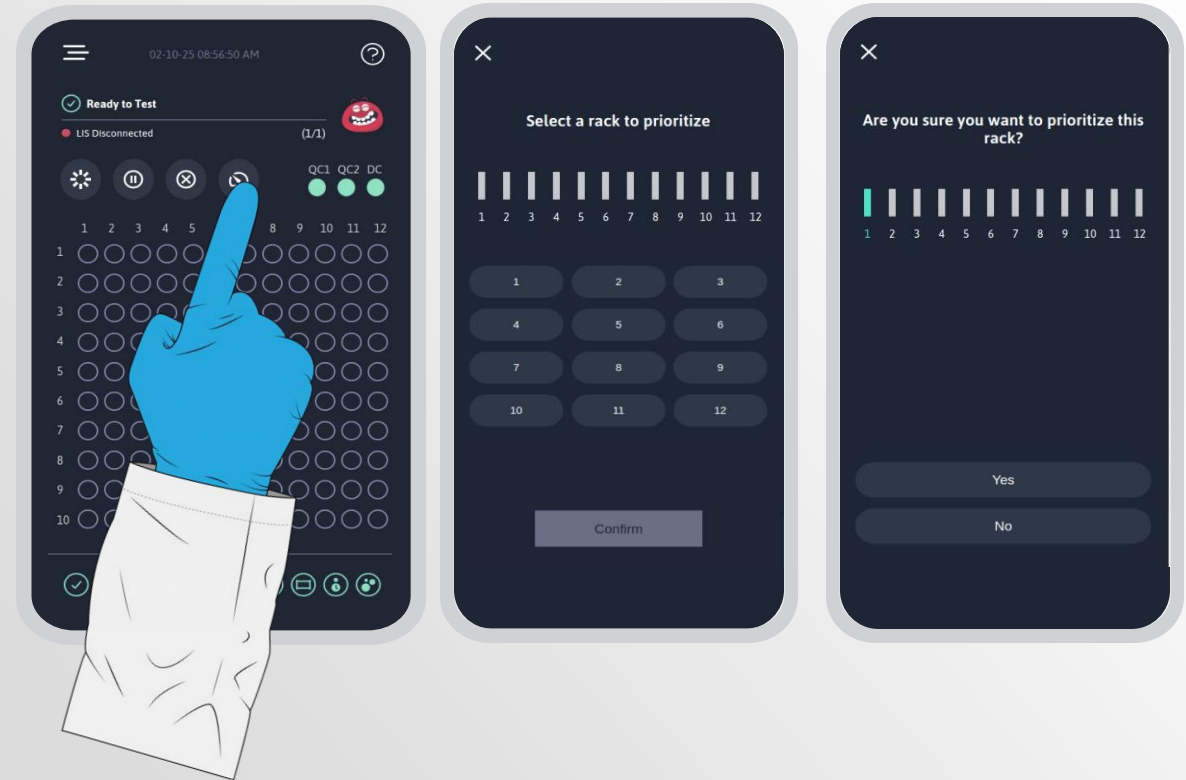 02-10-25 08:56:50 AM
Ready to Test
LIS Disconnected (1/1)
QC1 QC2 DC
1 2 3 4 5 8 9 10 11 12
1
2
3
4
5
6
7
8
9
10
Select a rack to prioritize
1 2 3 4 5 6 7 8 9 10 11 12
1 2 3
4 5 6
7 8 9
10 11 12
Confirm
Are you sure you want to prioritize this
rack?
1 2 3 4 5 6 7 8 9 10 11 12
Yes
No